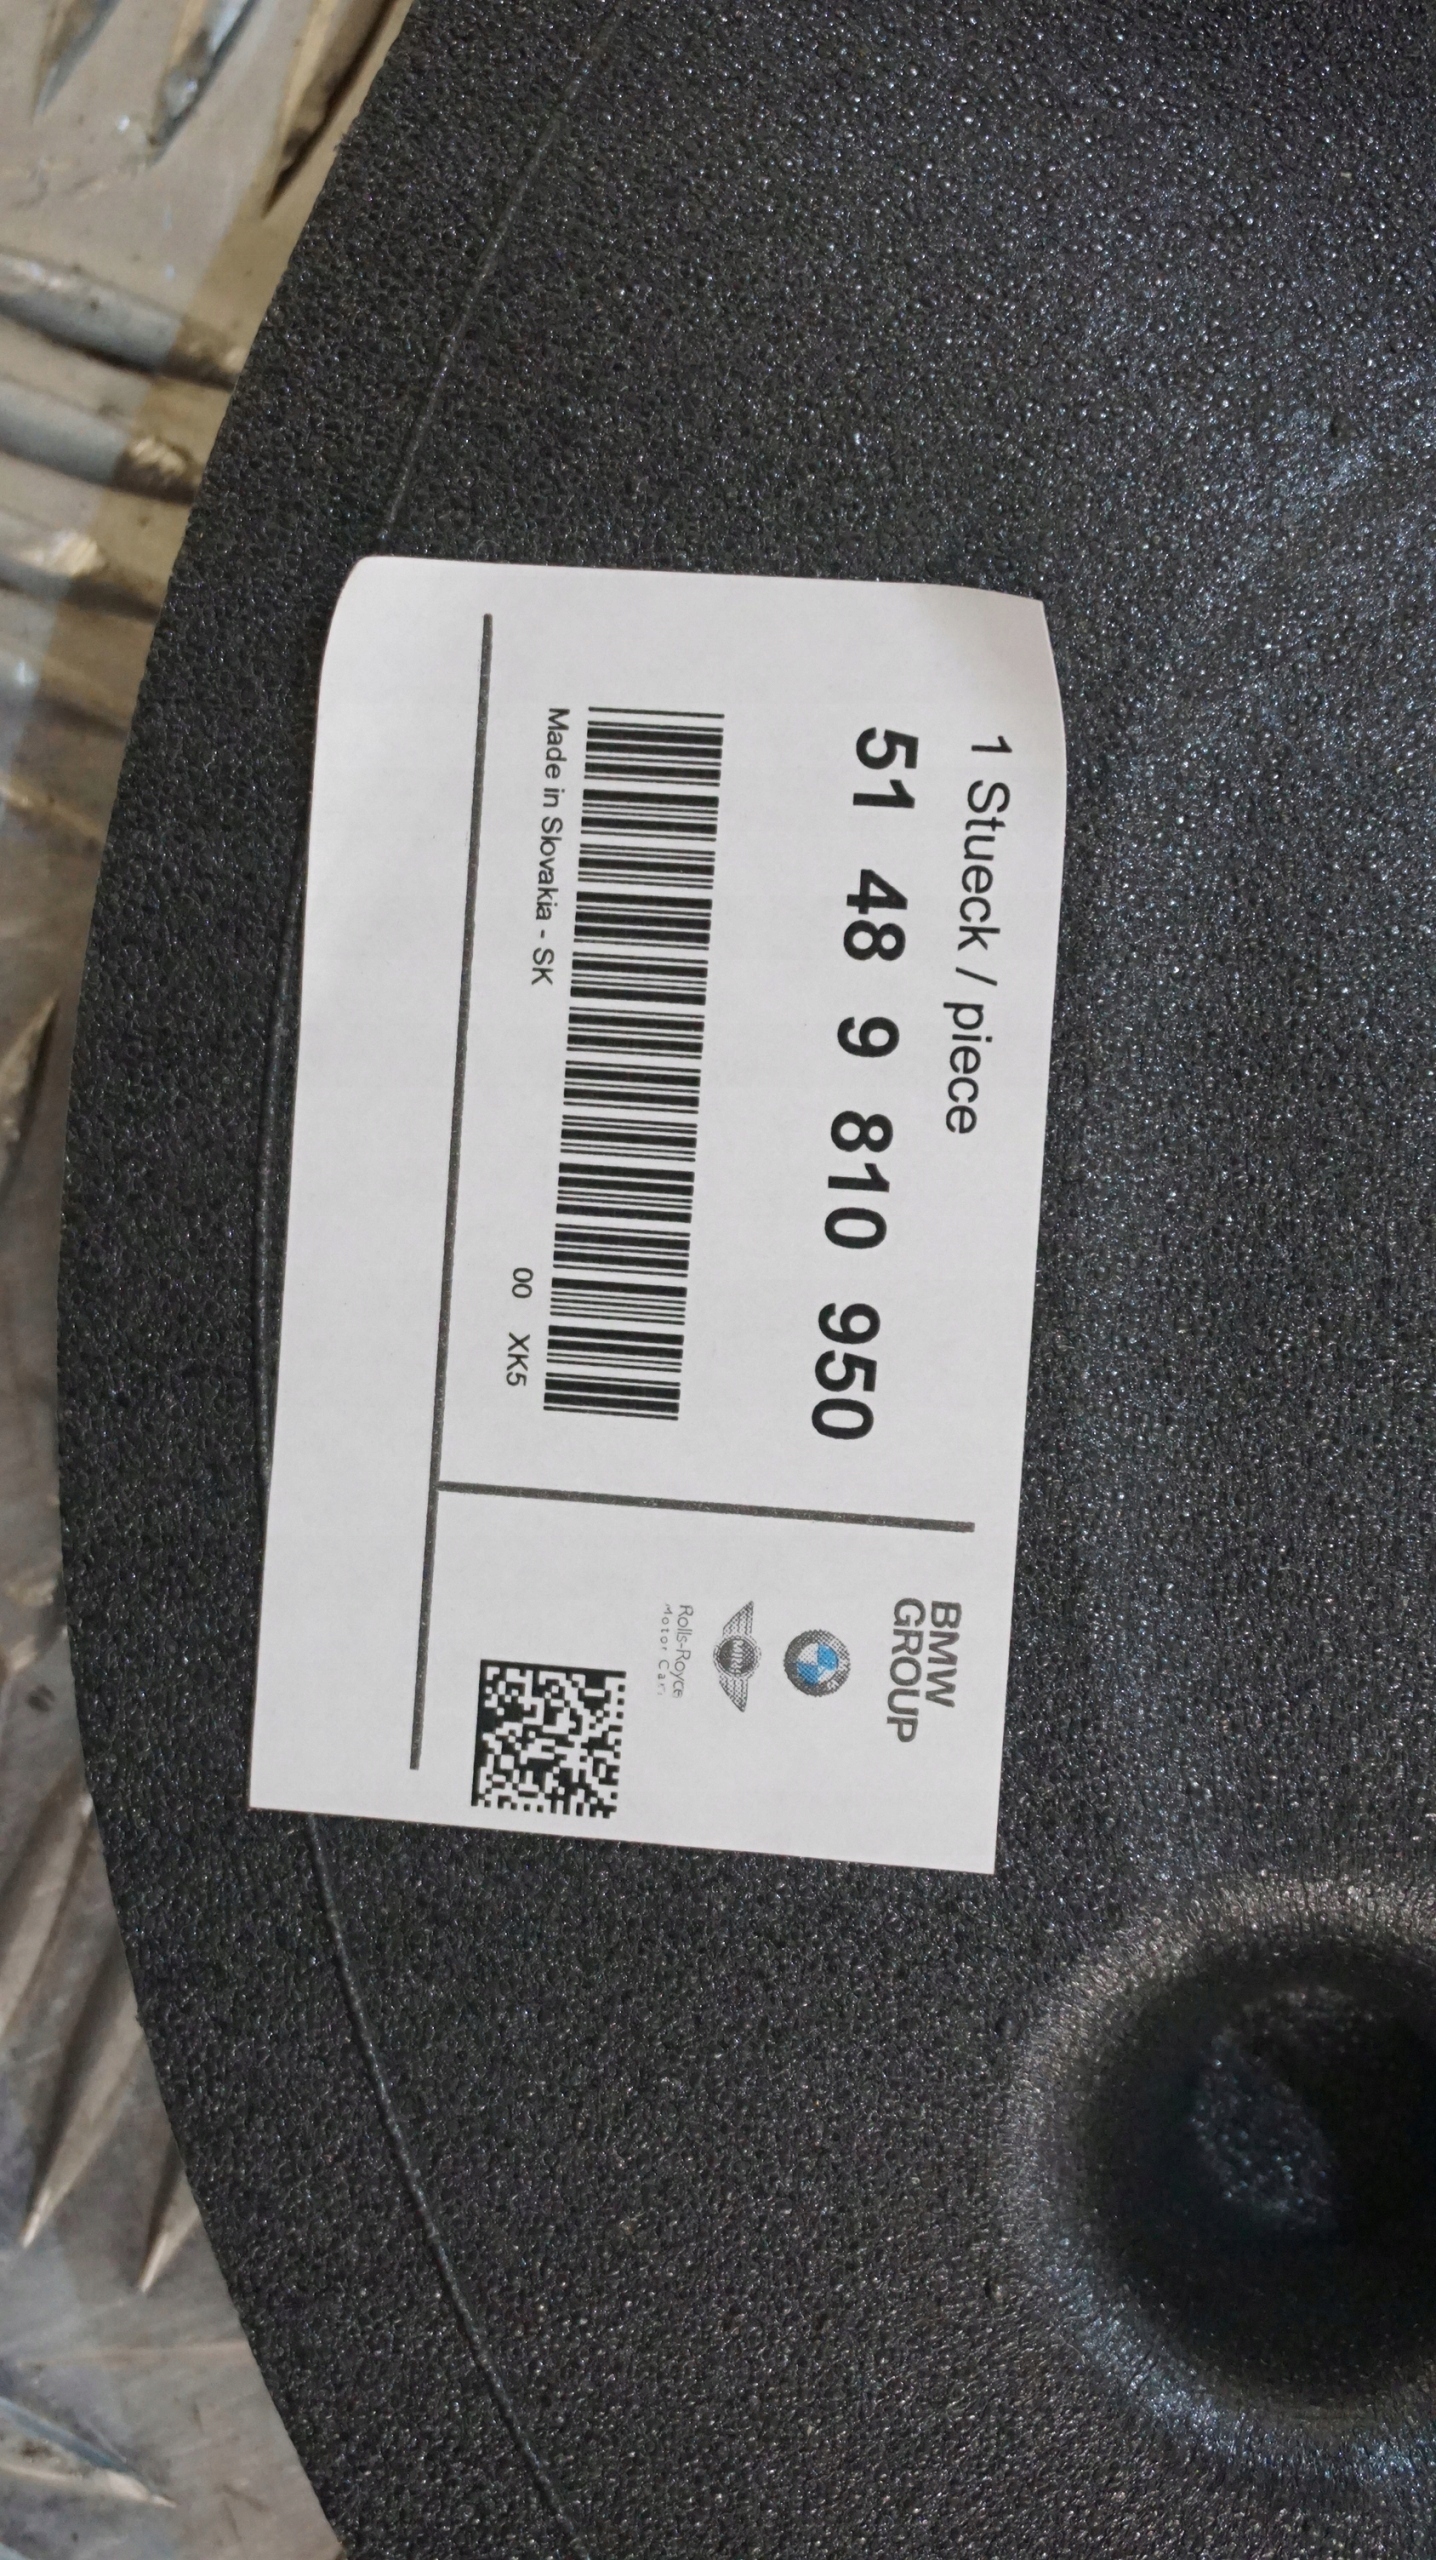 1 Stueck / piece
51 48 9 810 950
Made in Slovakia - SK
00 XK5
BMW
GROUP
MINI
Rolls-Royce
Motor Cars